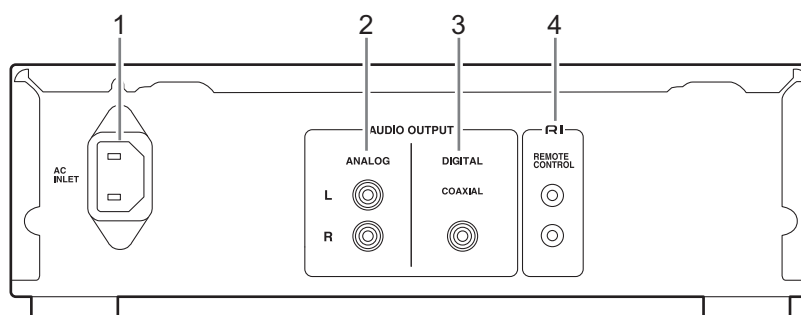 1 2 3 4
AUDIO OUTPUT RI
AC INLET
ANALOG DIGITAL REMOTE CONTROL
L COAXIAL
R